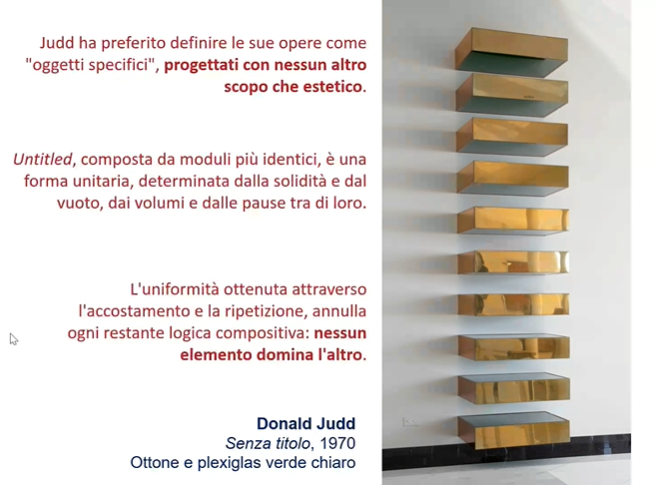 Judd ha preferito definire le sue opere come
"oggetti specifici", progettati con nessun altro
scopo che estetico.
Untitled, composta da moduli più identici, è una
forma unitaria, determinata dalla solidità e dal
vuoto, dai volumi e dalle pause tra di loro.
L'uniformità ottenuta attraverso
l'accostamento e la ripetizione, annulla
ogni restante logica compositiva: nessun
elemento domina l'altro.
Donald Judd
Senza titolo, 1970
Ottone e plexiglas verde chiaro